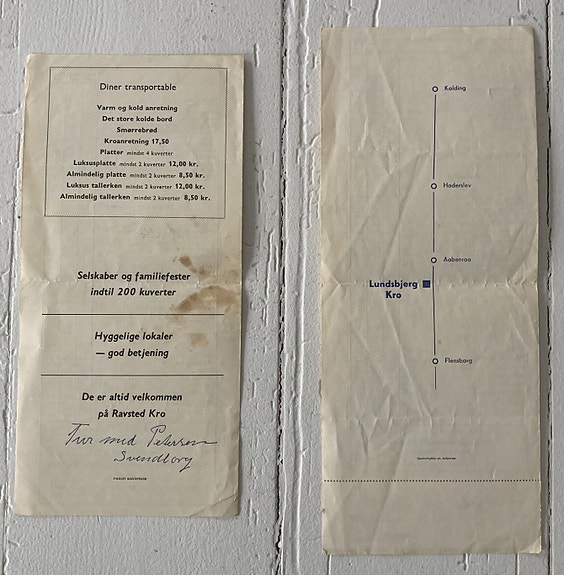 Diner transportable
Varm og kold anretning
Det store kolde bord
Smørrebrød
Kroanretning 17,50
Platter mindst 4 kuverter
Luksusplatte mindst 2 kuverter 12,00 kr.
Almindelig platte mindst 2 kuverter 8,50 kr.
Luksus tallerken mindst 2 kuverter 12,00 kr.
Almindelig tallerken mindst 2 kuverter 8,50 kr.
Selskaber og familiefester
indtil 200 kuverter
Hyggelige lokaler
— god betjening
De er altid velkommen
på Ravsted Kro
Tur med Petersen
Svendborg
Kolding
Haderslev
Aabenraa
Lundsbjerg
Kro
Flensborg